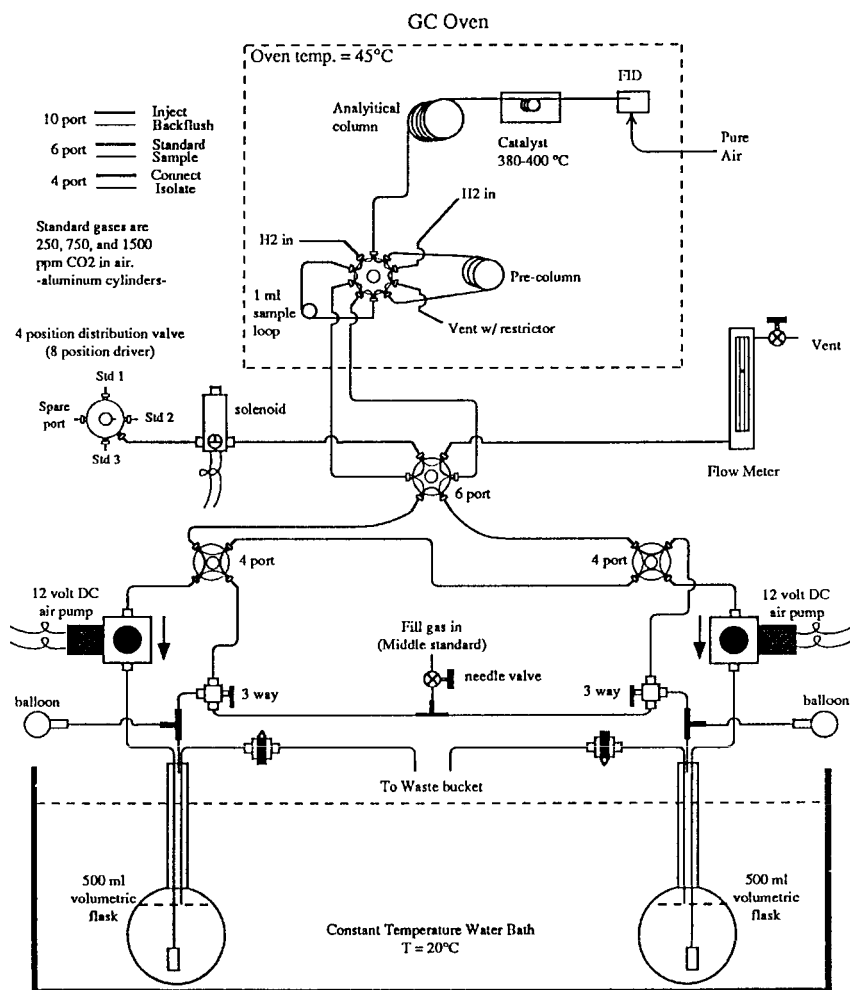 GC Oven
Oven temp. = 45°C
FID
Analyitical
column
Catalyst
380-400 °C
Pure
Air
10 port Inject
Backflush
6 port Standard
Sample
4 port Connect
Isolate
Standard gases are
250, 750, and 1500
ppm CO2 in air.
-aluminum cylinders-
H2 in
H2 in
1 ml
sample
loop
Pre-column
Vent w/ restrictor
4 position distribution valve
(8 position driver)
Std 1
Spare
port
Std 2
Std 3
solenoid
Vent
Flow Meter
6 port
4 port
4 port
12 volt DC
air pump
12 volt DC
air pump
Fill gas in
(Middle standard)
needle valve
3 way
3 way
balloon
balloon
To Waste bucket
500 ml
volumetric
flask
500 ml
volumetric
flask
Constant Temperature Water Bath
T = 20°C